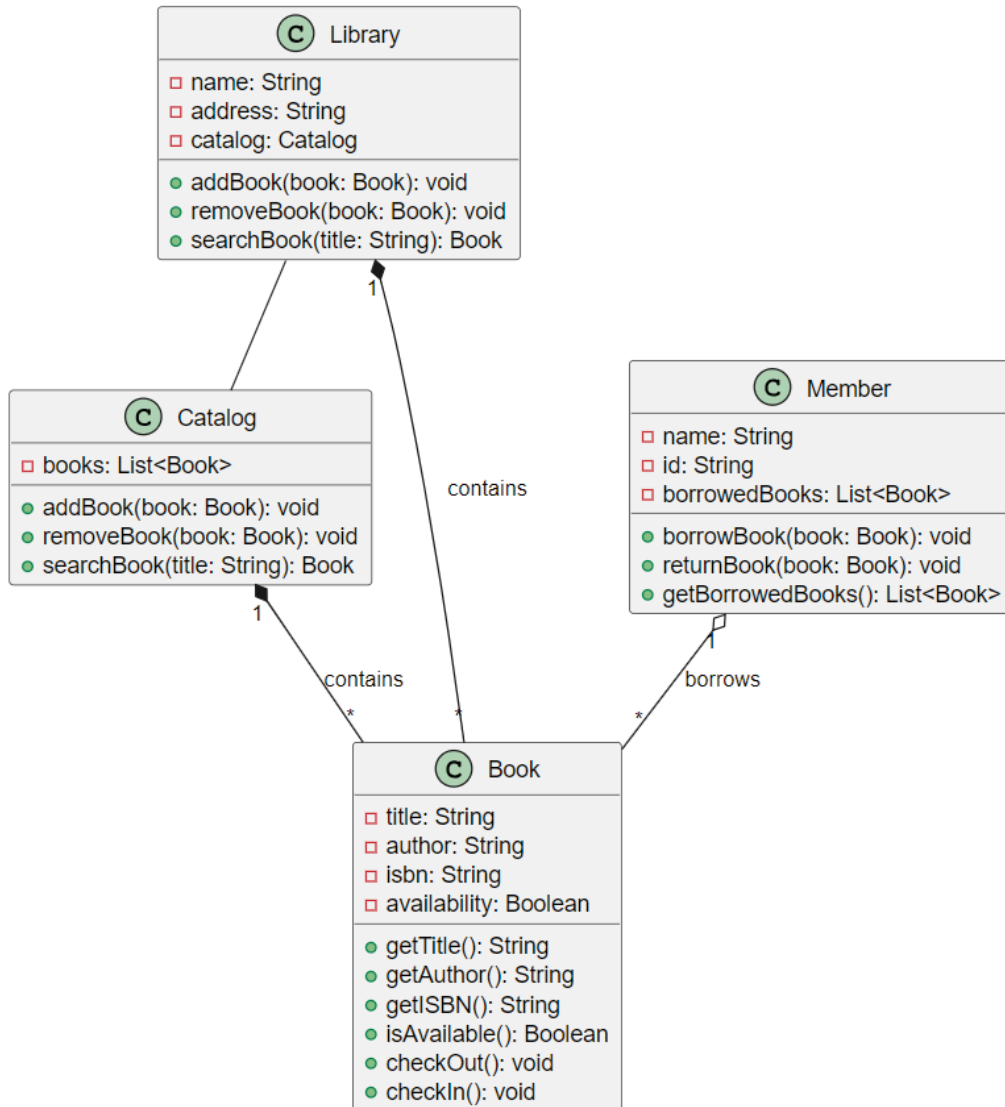 C Library
name: String
address: String
catalog: Catalog
addBook(book: Book): void
removeBook(book: Book): void
searchBook(title: String): Book
1
contains
C Catalog
books: List<Book>
addBook(book: Book): void
removeBook(book: Book): void
searchBook(title: String): Book
1
contains
*
*
C Member
name: String
id: String
borrowedBooks: List<Book>
borrowBook(book: Book): void
returnBook(book: Book): void
getBorrowedBooks(): List<Book>
1
borrows
*
C Book
title: String
author: String
isbn: String
availability: Boolean
getTitle(): String
getAuthor(): String
getISBN(): String
isAvailable(): Boolean
checkOut(): void
checkIn(): void